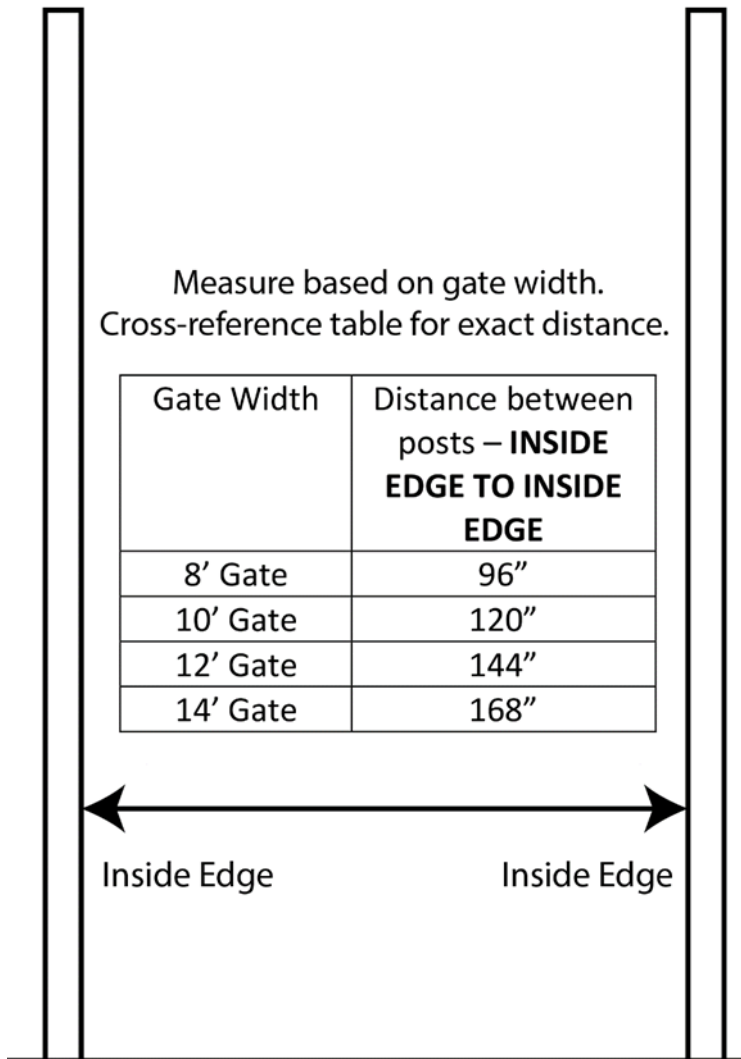 Measure based on gate width.
Cross-reference table for exact distance.
Gate Width
Distance between
posts – INSIDE
EDGE TO INSIDE
EDGE
8’ Gate 96”
10’ Gate 120”
12’ Gate 144”
14’ Gate 168”
Inside Edge Inside Edge